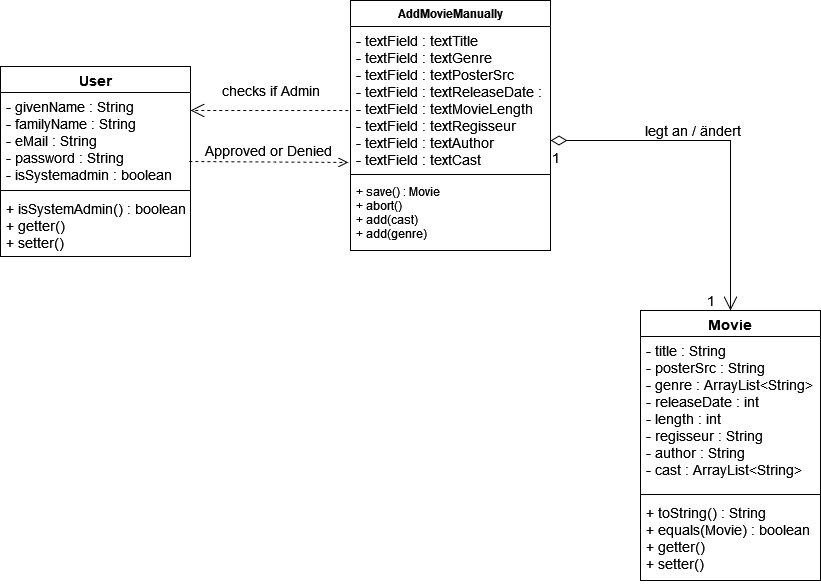 AddMovieManually
- textField : textTitle
- textField : textGenre
- textField : textPosterSrc
- textField : textReleaseDate :
- textField : textMovieLength
- textField : textRegisseur
- textField : textAuthor
- textField : textCast
+ save() : Movie
+ abort()
+ add(cast)
+ add(genre)
User
- givenName : String
- familyName : String
- eMail : String
- password : String
- isSystemadmin : boolean
+ isSystemAdmin() : boolean
+ getter()
+ setter()
checks if Admin
Approved or Denied
legt an / ändert
1
1
Movie
- title : String
- posterSrc : String
- genre : ArrayList<String>
- releaseDate : int
- length : int
- regisseur : String
- author : String
- cast : ArrayList<String>
+ toString() : String
+ equals(Movie) : boolean
+ getter()
+ setter()